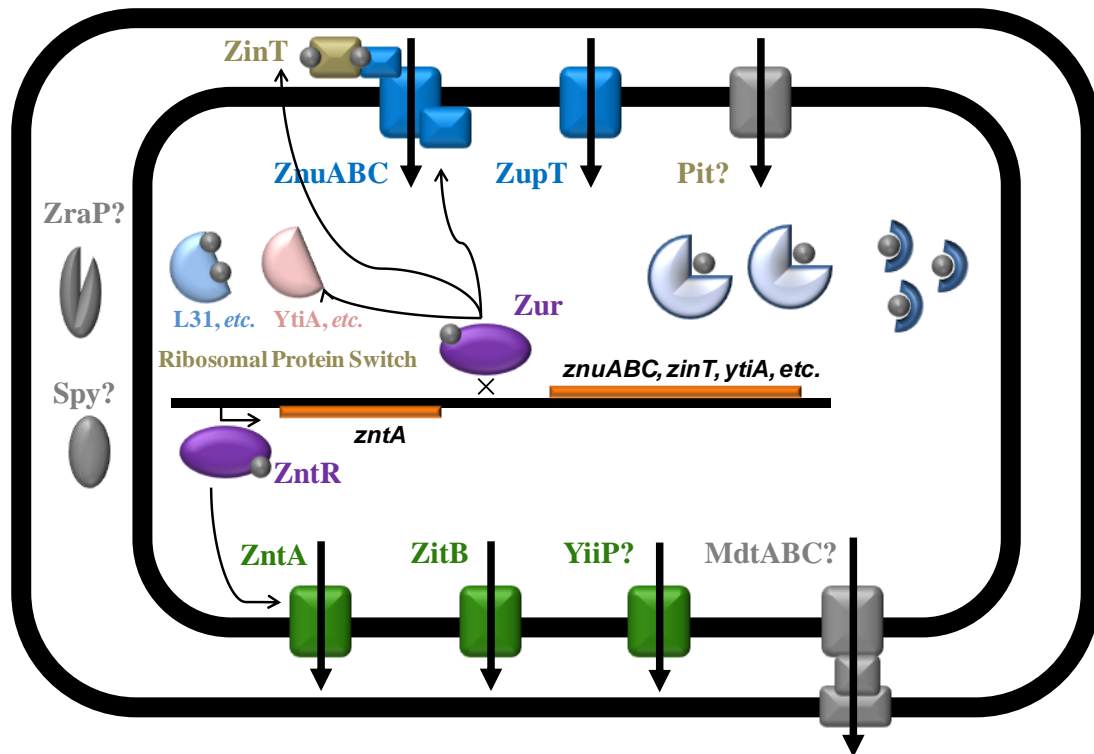 ZinT
ZnuABC
ZupT
Pit?
ZraP?
L31, etc.
YtiA, etc.
Zur
Ribosomal Protein Switch
znuABC, zinT, ytiA, etc.
Spy?
zntA
ZntR
ZntA
ZitB
YiiP?
MdtABC?